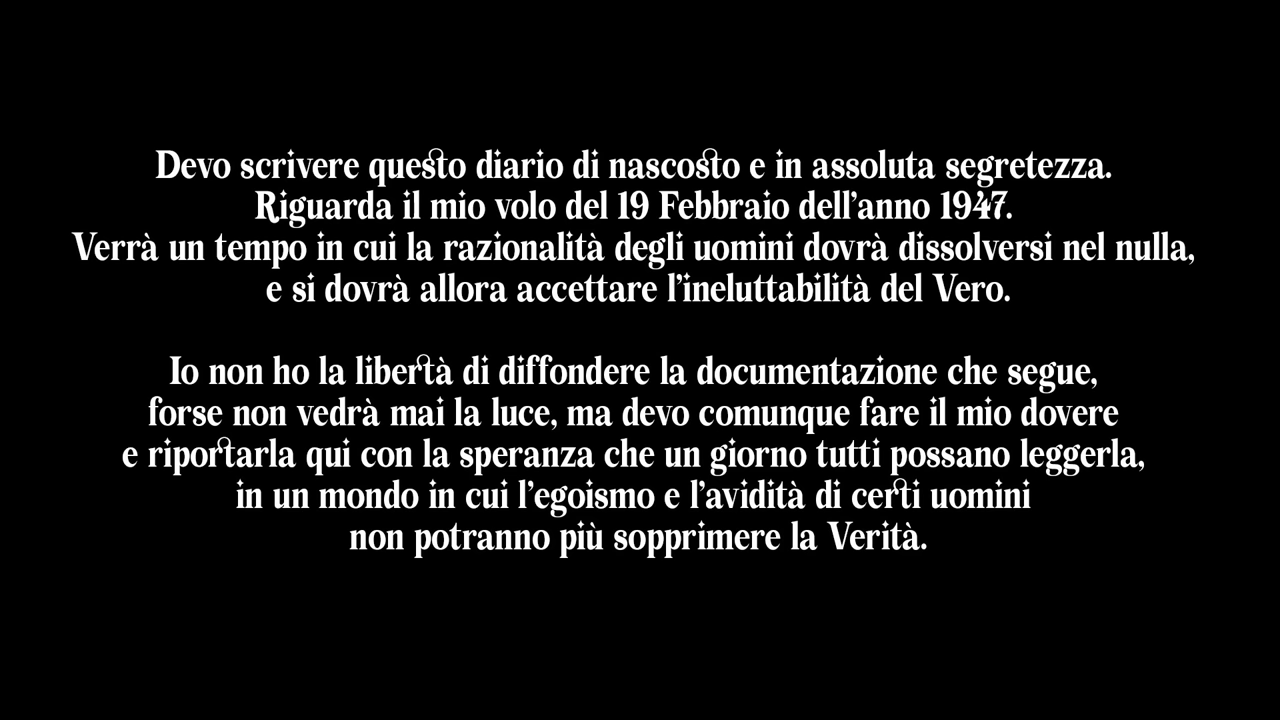 Devo scrivere questo diario di nascosto e in assoluta segretezza.
Riguarda il mio volo del 19 Febbraio dell'anno 1947.
Verrà un tempo in cui la razionalità degli uomini dovrà dissolversi nel nulla,
e si dovrà allora accettare l'ineluttabilità del Vero.
Io non ho la libertà di diffondere la documentazione che segue,
forse non vedrà mai la luce, ma devo comunque fare il mio dovere
e riportarla qui con la speranza che un giorno tutti possano leggerla,
in un mondo in cui l'egoismo e l'avidità di certi uomini
non potranno più sopprimere la Verità.